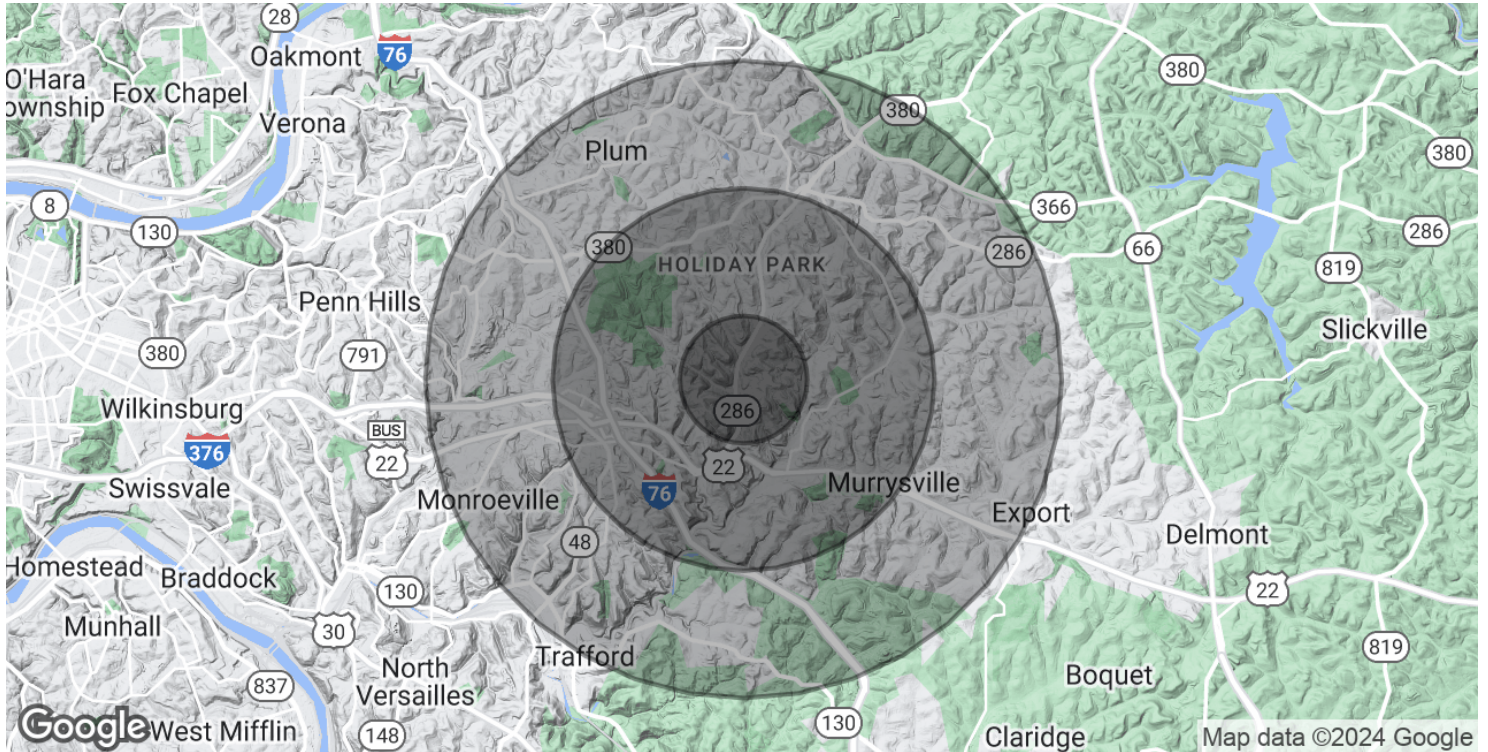 28
Oakmont
76
380
O'Hara
ownship
Fox Chapel
380
Verona
Plum
380
8
366
130
380
286
66
286
HOLIDAY PARK
819
Penn Hills
Slickville
380
791
Wilkinsburg
286
BUS
22
376
22
Swissvale
76
Murrysville
Monroeville
Export
Delmont
48
Homestead
Braddock
130
22
Munhall
30
819
Trafford
North
Versailles
Boquet
837
Google
West Mifflin
148
130
Claridge
Map data ©2024 Google